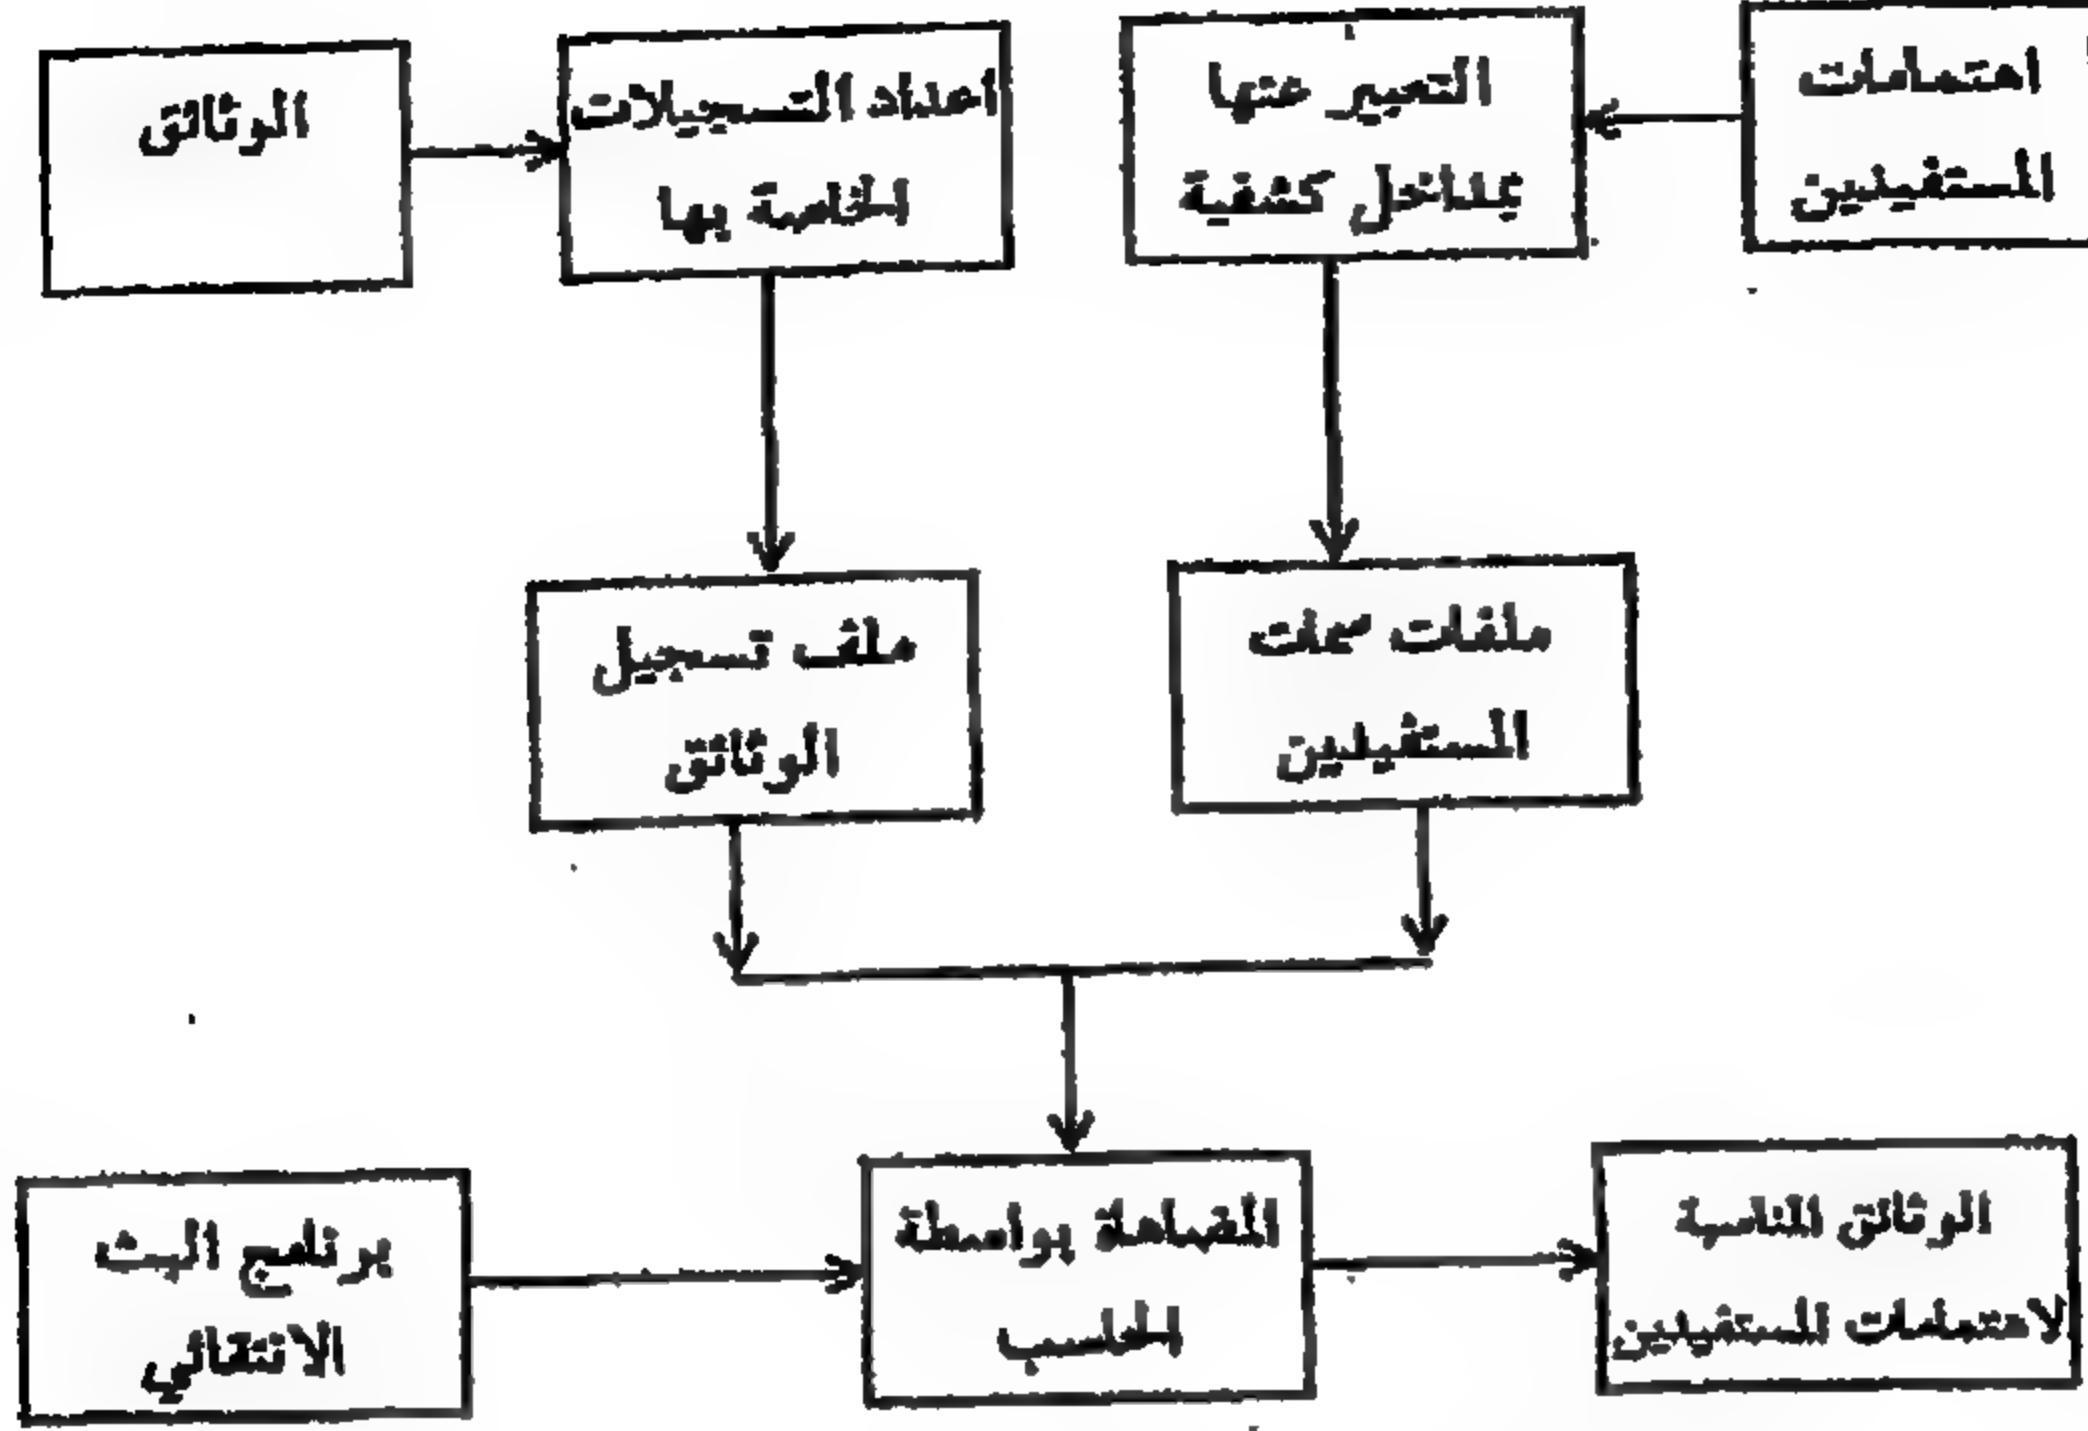 اهتمامات
المستفيدين
التعبير عنها
بمداخل كشفية
اعداد التسجيلات
الخاصة بها
الوثائق
ملفات سمات
المستفيدين
ملف تسجيل
الوثائق
الوثائق المناسبة
لاهتمامات المستفيدين
المضاهاة بواسطة
الحاسب
برنامج البث
الانتقائي